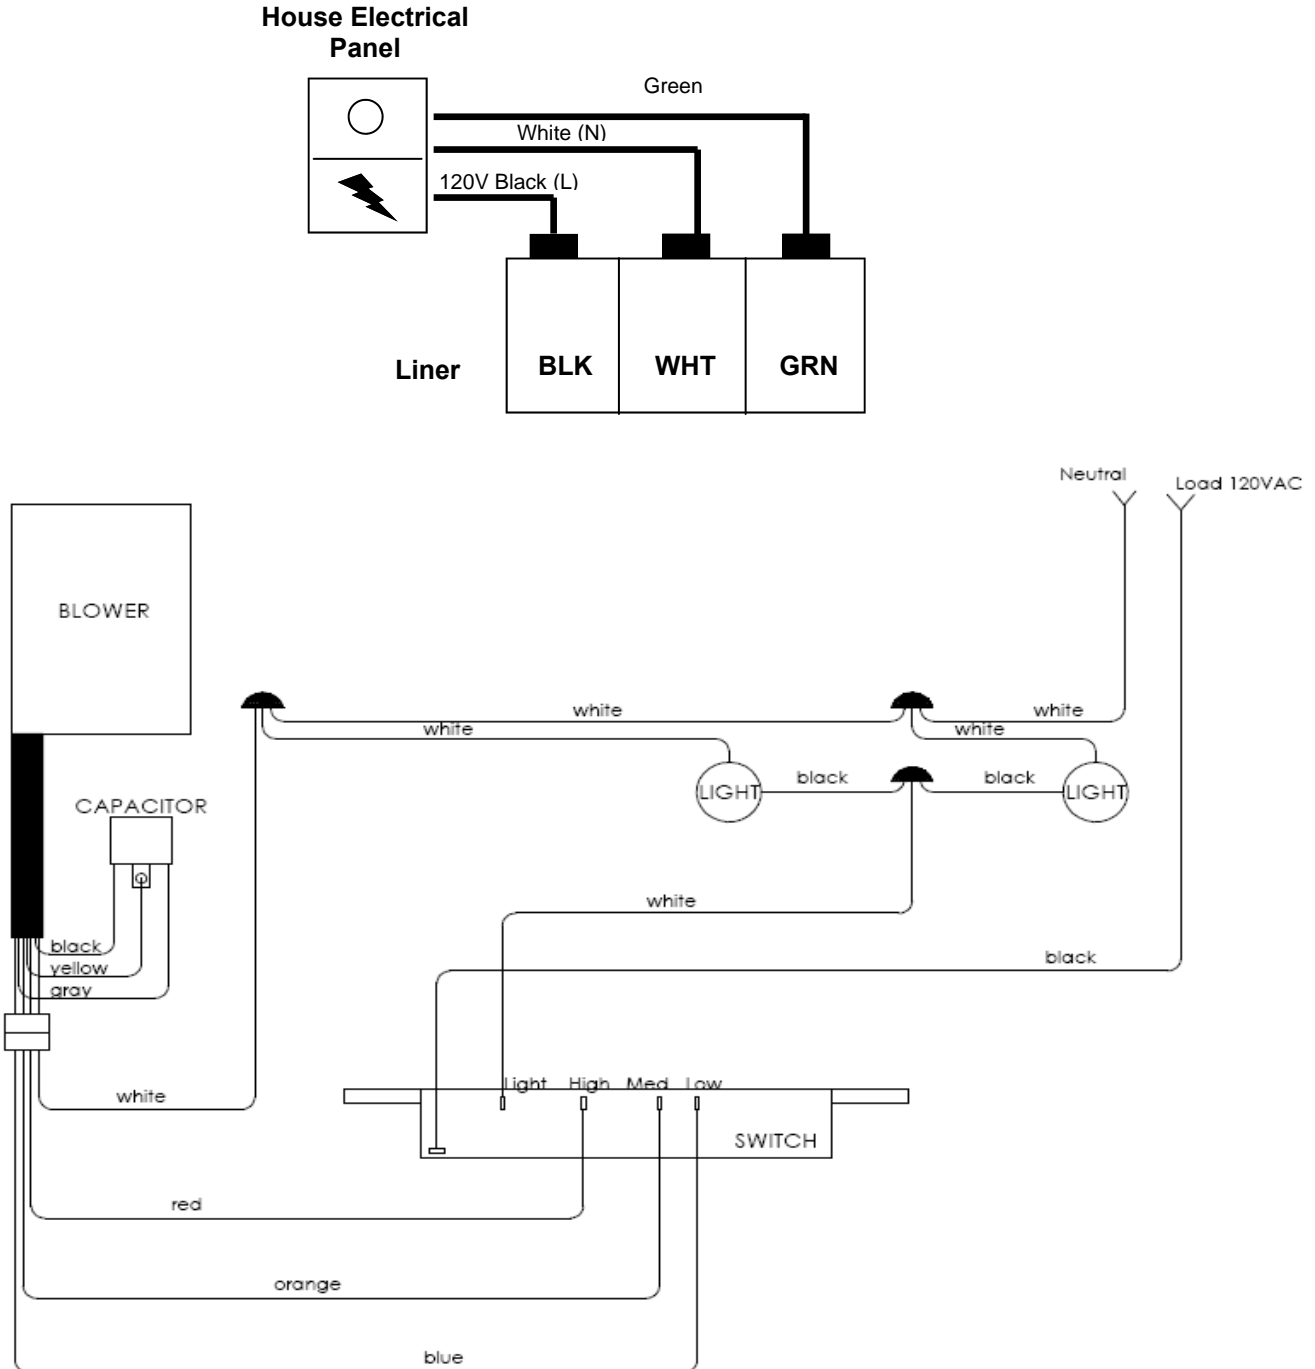 House Electrical
Panel
Green
White (N)
120V Black (L)
Liner
BLK
WHT
GRN
Neutral
Load 120VAC
BLOWER
white
white
white
white
LIGHT
black
black
LIGHT
CAPACITOR
white
black
yellow
gray
black
white
Light
High
Med
Low
SWITCH
red
orange
blue